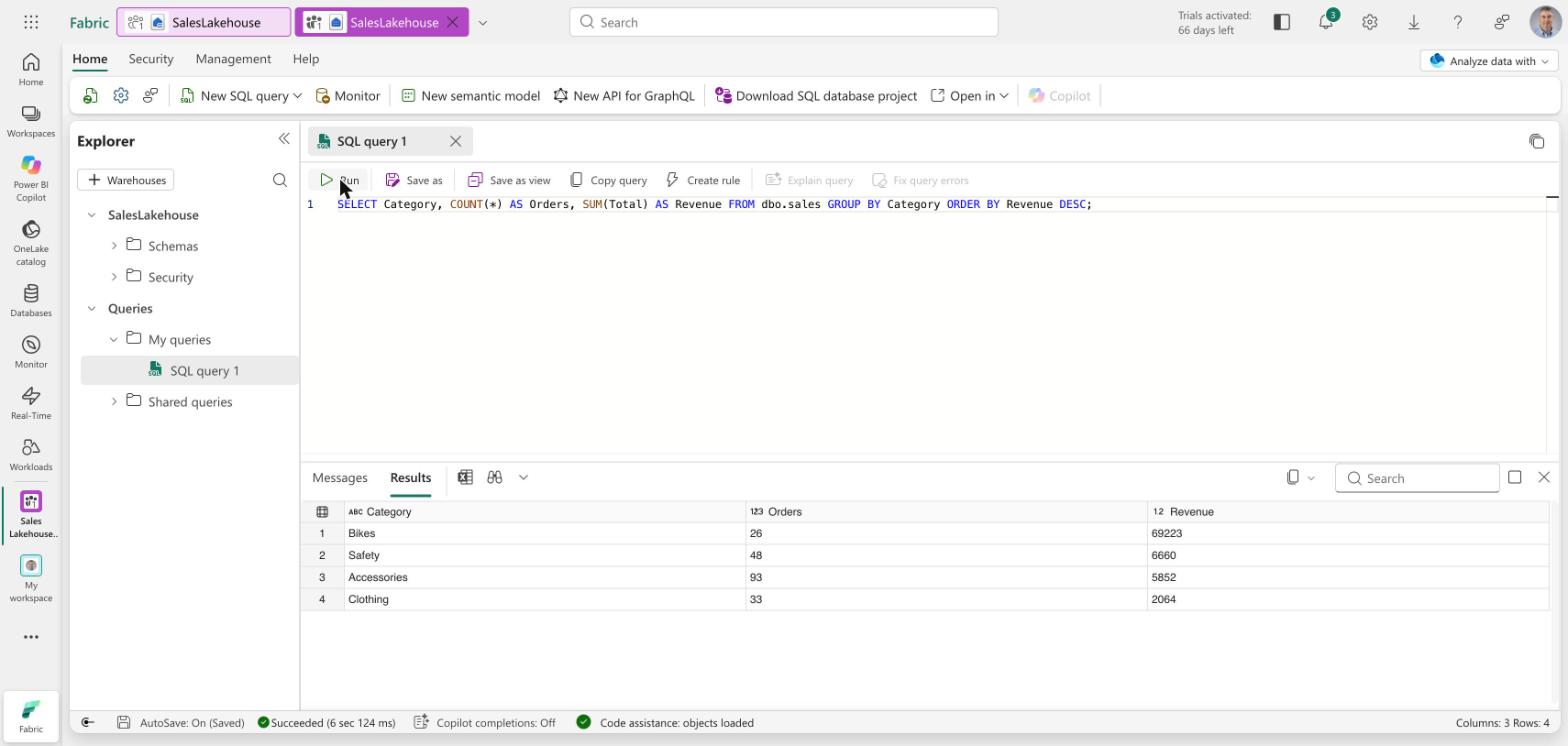 Fabric
SalesLakehouse
SalesLakehouse
Search
Trials activated:
66 days left
3
Home
Security
Management
Help
Analyze data with
New SQL query
Monitor
New semantic model
New API for GraphQL
Download SQL database project
Open in
Copilot
Home
Workspaces
Power BI
Copilot
OneLake
catalog
Databases
Monitor
Real-Time
Workloads
Sales
Lakehouse..
My
workspace
Fabric
Explorer
Warehouses
SalesLakehouse
Schemas
Security
Queries
My queries
SQL query 1
Shared queries
SQL query 1
Run
Save as
Save as view
Copy query
Create rule
Explain query
Fix query errors
1 SELECT Category, COUNT(*) AS Orders, SUM(Total) AS Revenue FROM dbo.sales GROUP BY Category ORDER BY Revenue DESC;
Messages
Results
Search
ABC Category 123 Orders 1.2 Revenue
1 Bikes 26 69223
2 Safety 48 6660
3 Accessories 93 5852
4 Clothing 33 2064
AutoSave: On (Saved)
Succeeded (6 sec 124 ms)
Copilot completions: Off
Code assistance: objects loaded
Columns: 3 Rows: 4